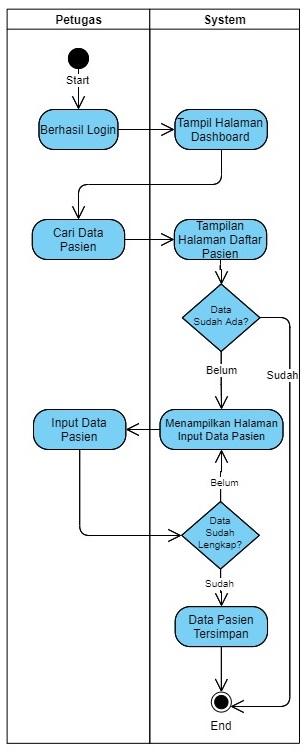 Petugas
System
Start
Berhasil Login
Tampil Halaman
Dashboard
Cari Data
Pasien
Tampilan
Halaman Daftar
Pasien
Data
Sudah Ada?
Sudah
Belum
Input Data
Pasien
Menampilkan Halaman
Input Data Pasien
Belum
Data
Sudah
Lengkap?
Sudah
Data Pasien
Tersimpan
End